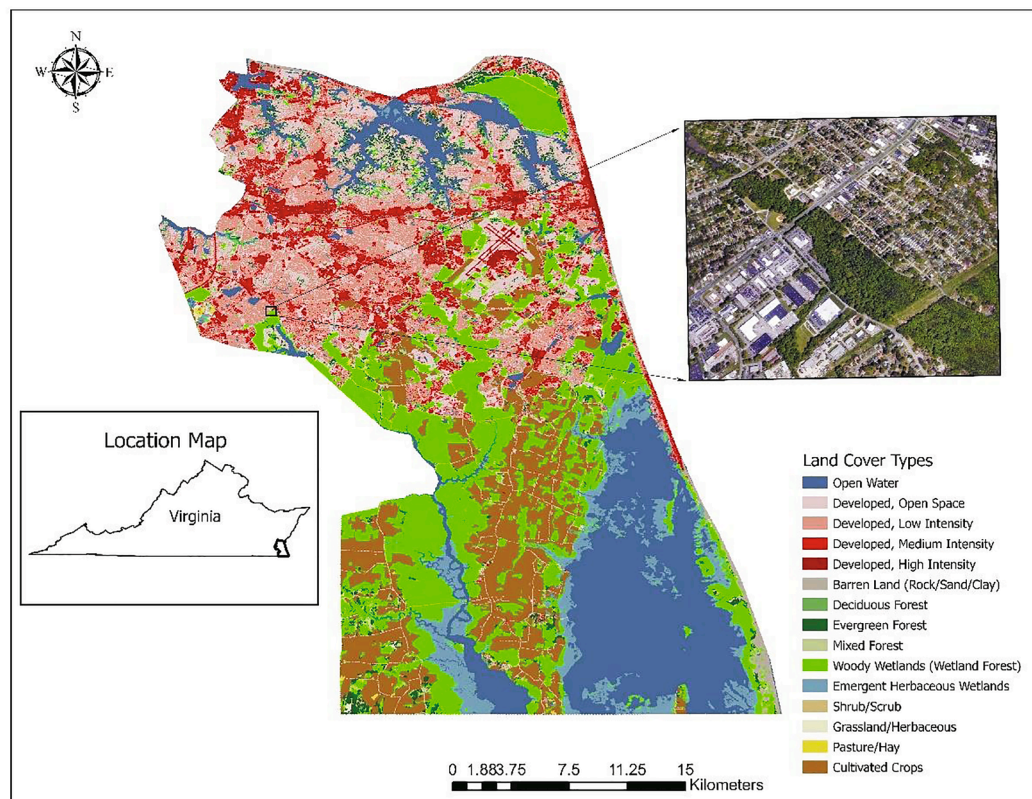 N
W E
S
Location Map
Virginia
Land Cover Types
Open Water
Developed, Open Space
Developed, Low Intensity
Developed, Medium Intensity
Developed, High Intensity
Barren Land (Rock/Sand/Clay)
Deciduous Forest
Evergreen Forest
Mixed Forest
Woody Wetlands (Wetland Forest)
Emergent Herbaceous Wetlands
Shrub/Scrub
Grassland/Herbaceous
Pasture/Hay
Cultivated Crops
0 1.883.75 7.5 11.25 15
Kilometers